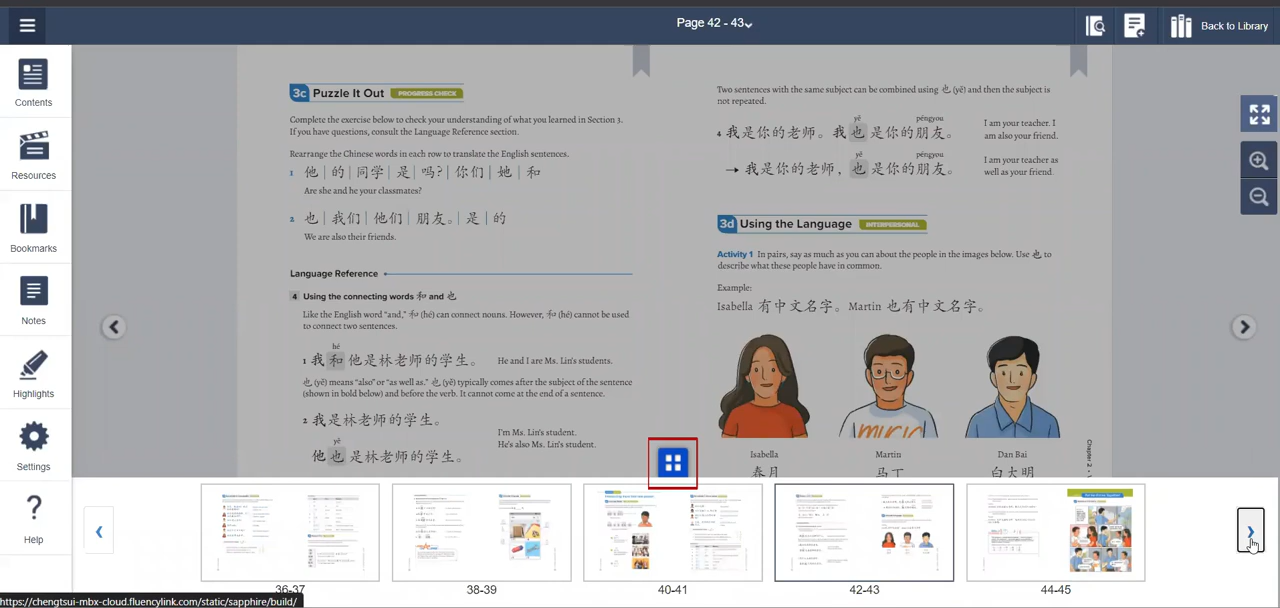 Page 42 - 43
Back to Library
Contents
Resources
Bookmarks
Notes
Highlights
Settings
Help
3c Puzzle It Out PROGRESS CHECK
Complete the exercise below to check your understanding of what you learned in Section 3.
If you have questions, consult the Language Reference section.
Rearrange the Chinese words in each row to translate the English sentences.
1 他 | 的 | 同学 | 是 | 吗? | 你们 | 她 | 和
Are she and he your classmates?
2 也 | 我们 | 他们 | 朋友。 | 是 | 的
We are also their friends.
Language Reference
4 Using the connecting words 和 and 也
Like the English word “and,” 和 (hé) can connect nouns. However, 和 (hé) cannot be used
to connect two sentences.
hé
1 我和他是林老师的学生。 He and I are Ms. Lin's students.
也 (yě) means “also” or “as well as.” 也 (yě) typically comes after the subject of the sentence
(shown in bold below) and before the verb. It cannot come at the end of a sentence.
2 我是林老师的学生。 I'm Ms. Lin's student.
yě
他也是林老师的学生。 He's also Ms. Lin's student.
Two sentences with the same subject can be combined using 也 (yě) and then the subject is
not repeated.
yě péngyou
4 我是你的老师。我也是你的朋友。 I am your teacher. I
am also your friend.
yě péngyou
→ 我是你的老师,也是你的朋友。 I am your teacher as
well as your friend.
3d Using the Language INTERPERSONAL
Activity 1 In pairs, say as much as you can about the people in the images below. Use 也 to
describe what these people have in common.
Example:
Isabella 有中文名字。Martin 也有中文名字。
Isabella Martin Dan Bai
春月 马丁 白大明
Chapter 2 •
36-37
38-39
40-41
42-43
44-45
https://chengtsui-mbx-cloud.fluencylink.com/static/sapphire/build/